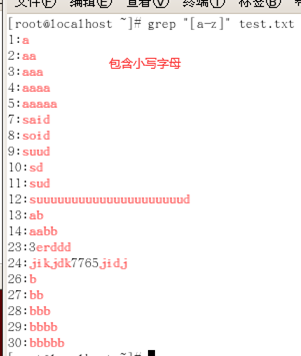 文件(F) 编辑(E) 查看(V) 终端(T) 标签(B)
[root@localhost ~]# grep "[a-z]" test.txt
1:a
2:aa
包含小写字母
3:aaa
4:aaaa
5:aaaaa
7:said
8:soid
9:suud
10:sd
11:sud
12:suuuuuuuuuuuuuuuuuuuuud
13:ab
14:aabb
23:3erddd
24:jikjdk7765jidj
26:b
27:bb
28:bbb
29:bbbb
30:bbbbb